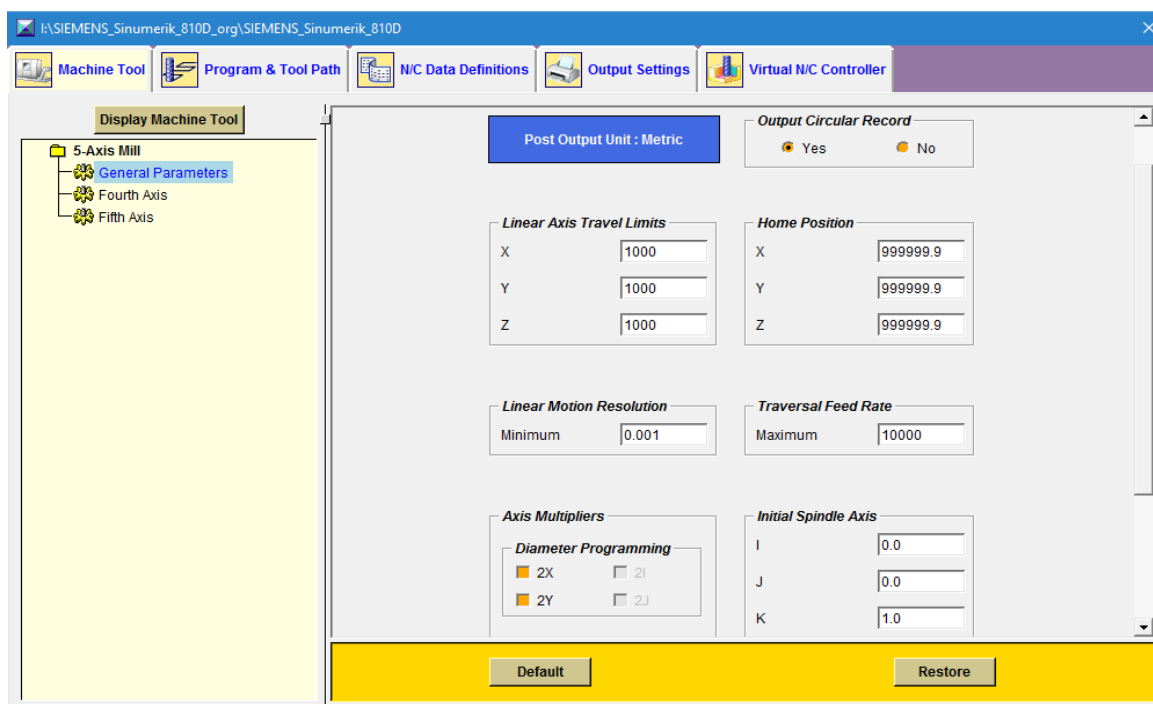 I:\SIEMENS_Sinumerik_810D_org\SIEMENS_Sinumerik_810D
Machine Tool
Program & Tool Path
N/C Data Definitions
Output Settings
Virtual N/C Controller
Display Machine Tool
5-Axis Mill
General Parameters
Fourth Axis
Fifth Axis
Post Output Unit : Metric
Output Circular Record
Yes No
Linear Axis Travel Limits
X 1000
Y 1000
Z 1000
Home Position
X 999999.9
Y 999999.9
Z 999999.9
Linear Motion Resolution
Minimum 0.001
Traversal Feed Rate
Maximum 10000
Axis Multipliers
Diameter Programming
2X 2I
2Y 2J
Initial Spindle Axis
I 0.0
J 0.0
K 1.0
Default
Restore